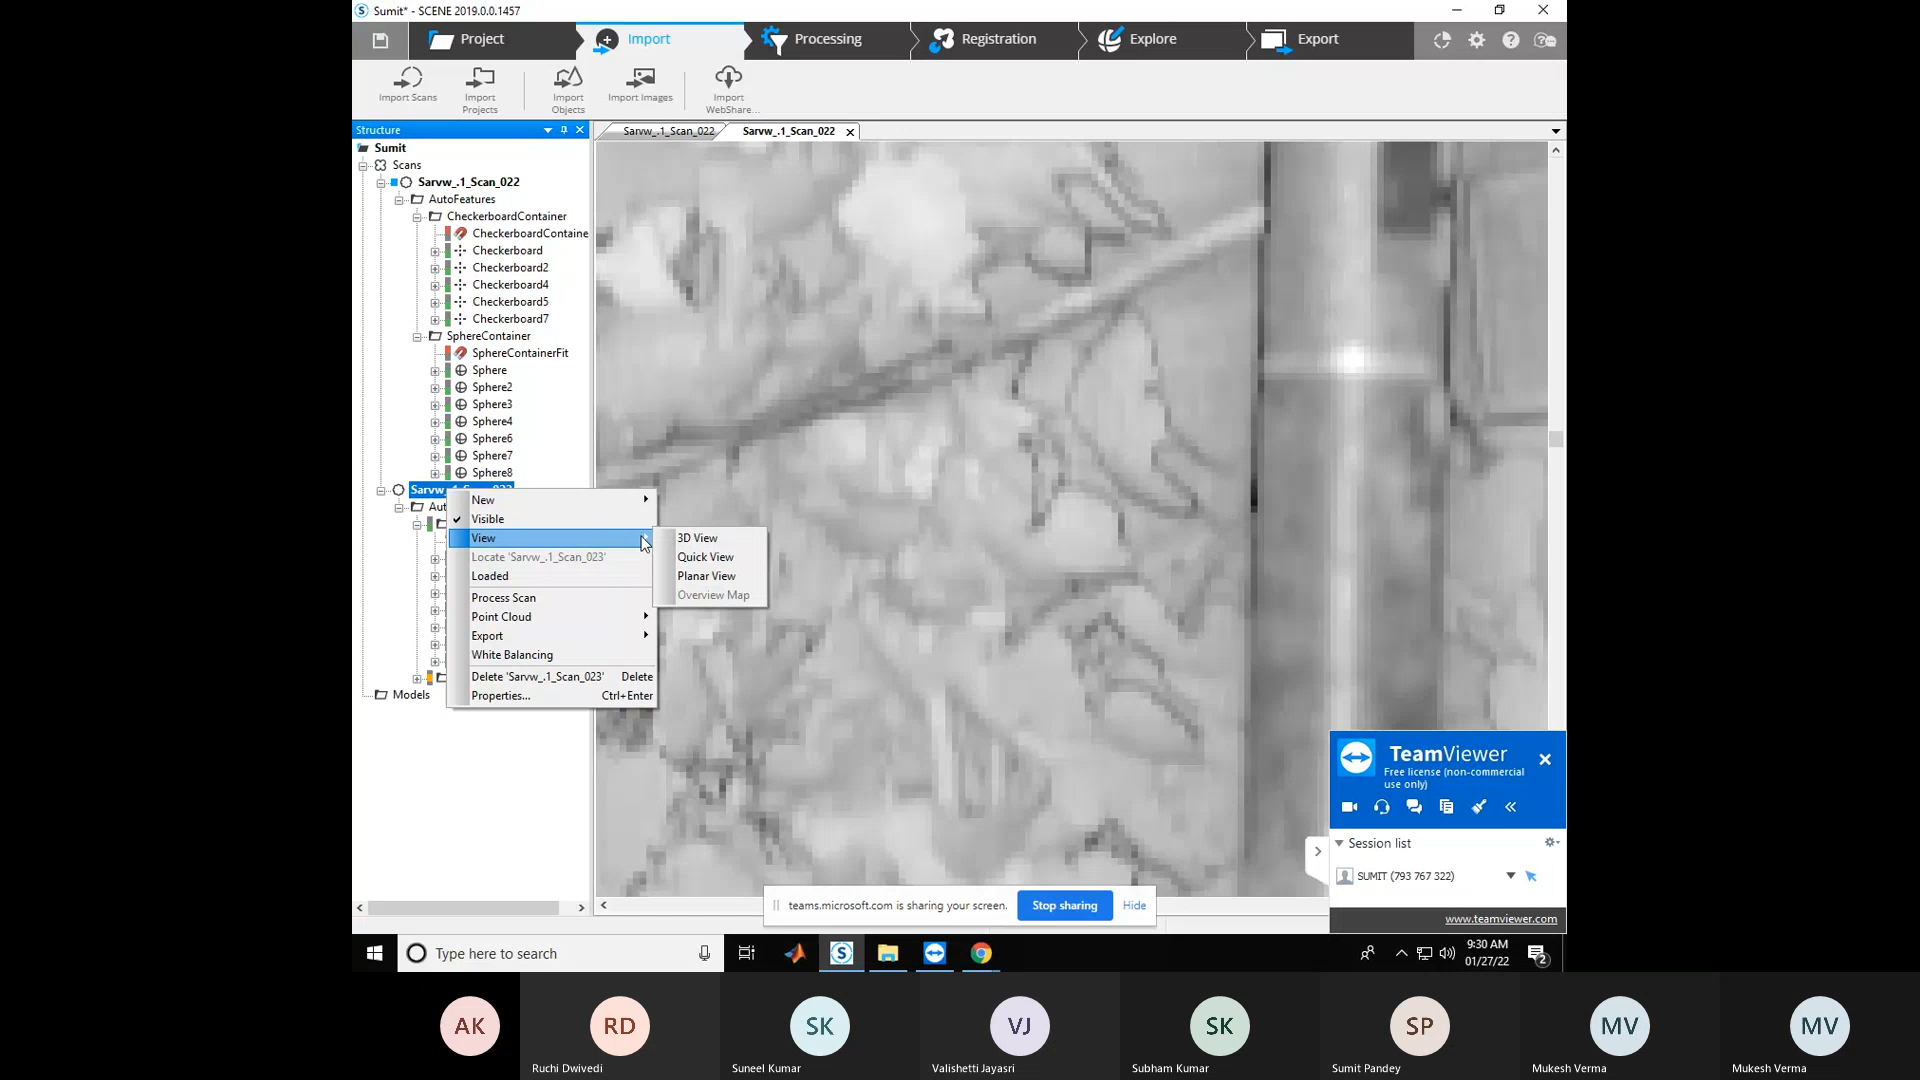 Sumit* - SCENE 2019.0.0.1457
Project
Import
Processing
Registration
Explore
Export
Import Scans
Import Projects
Import Objects
Import Images
Import WebShare...
Structure
Sarvw_.1_Scan_022
Sarvw_.1_Scan_022
Sumit
Scans
Sarvw_.1_Scan_022
AutoFeatures
CheckerboardContainer
CheckerboardContaine
Checkerboard
Checkerboard2
Checkerboard4
Checkerboard5
Checkerboard7
SphereContainer
SphereContainerFit
Sphere
Sphere2
Sphere3
Sphere4
Sphere6
Sphere7
Sphere8
Aut
Models
New
Visible
View
Locate 'Sarvw_.1_Scan_023'
Loaded
Process Scan
Point Cloud
Export
White Balancing
Delete 'Sarvw_.1_Scan_023' Delete
Properties... Ctrl+Enter
3D View
Quick View
Planar View
Overview Map
TeamViewer
Free license (non-commercial
use only)
Session list
SUMIT (793 767 322)
www.teamviewer.com
teams.microsoft.com is sharing your screen.
Stop sharing
Hide
Type here to search
9:30 AM
01/27/22
2
AK
RD
SK
VJ
SK
SP
MV
MV
Ruchi Dwivedi
Suneel Kumar
Valishetti Jayasri
Subham Kumar
Sumit Pandey
Mukesh Verma
Mukesh Verma